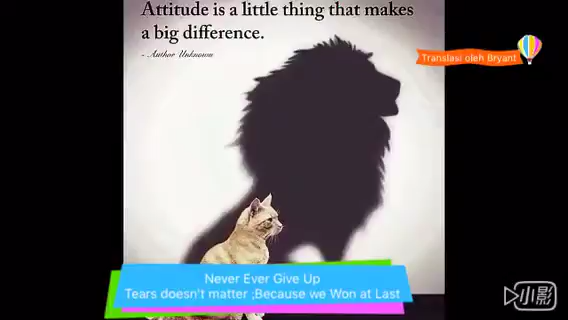 Attitude is a little thing that makes
a big difference.
- Author Unknown
Translasi oleh Bryant
Never Ever Give Up
Tears doesn't matter ;Because we Won at Last
小影